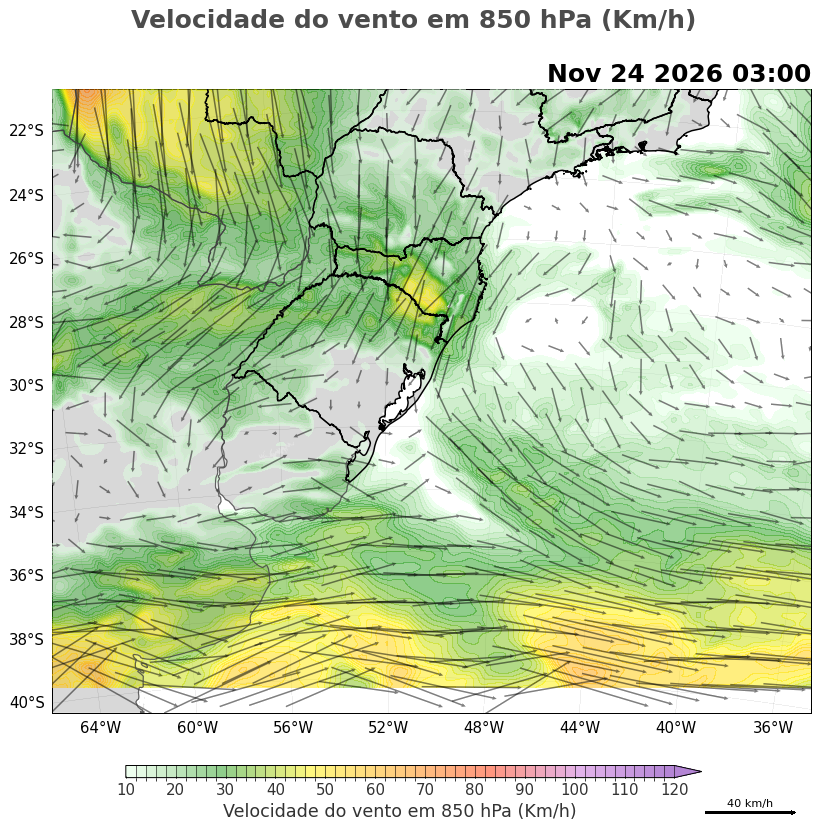 Velocidade do vento em 850 hPa (Km/h)
Nov 24 2026 03:00
22°S
24°S
26°S
28°S
30°S
32°S
34°S
36°S
38°S
40°S
64°W 60°W 56°W 52°W 48°W 44°W 40°W 36°W
10 20 30 40 50 60 70 80 90 100 110 120
Velocidade do vento em 850 hPa (Km/h)
40 km/h